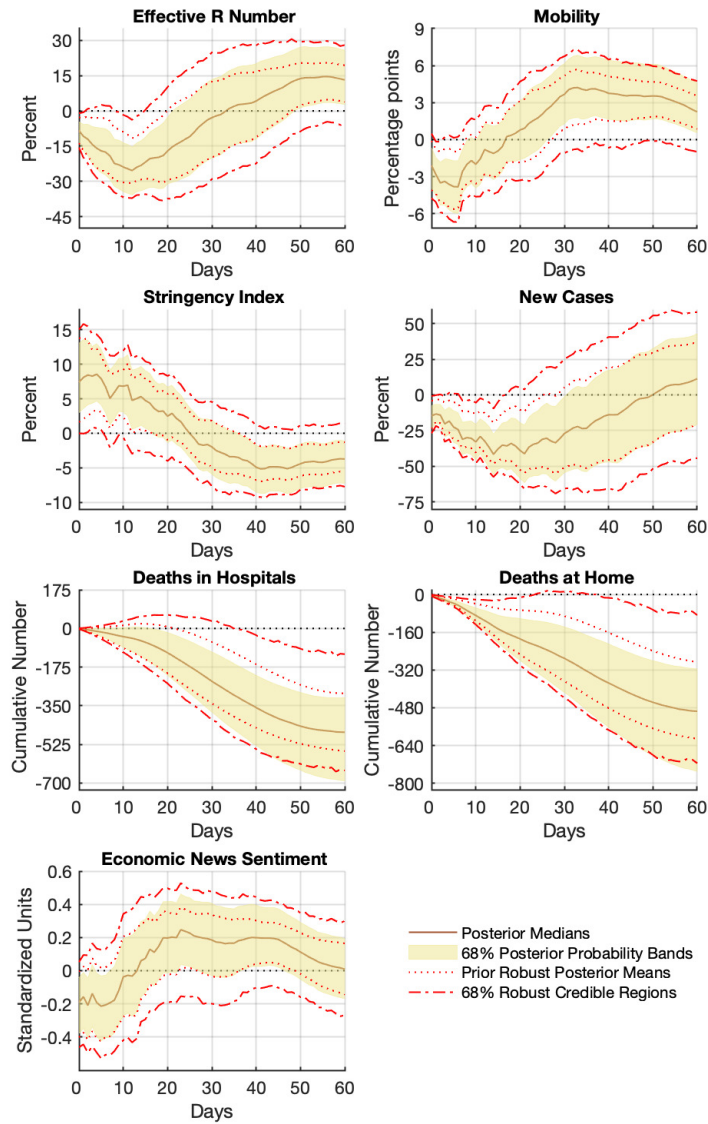 Effective R Number
Percent
30
15
0
-15
-30
-45
0 10 20 30 40 50 60
Days
Mobility
Percentage points
9
6
3
0
-3
-6
0 10 20 30 40 50 60
Days
Stringency Index
Percent
15
10
5
0
-5
-10
0 10 20 30 40 50 60
Days
New Cases
Percent
50
25
0
-25
-50
-75
0 10 20 30 40 50 60
Days
Deaths in Hospitals
Cumulative Number
175
0
-175
-350
-525
-700
0 10 20 30 40 50 60
Days
Deaths at Home
Cumulative Number
0
-160
-320
-480
-640
-800
0 10 20 30 40 50 60
Days
Economic News Sentiment
Standardized Units
0.6
0.4
0.2
0
-0.2
-0.4
0 10 20 30 40 50 60
Days
Posterior Medians
68% Posterior Probability Bands
Prior Robust Posterior Means
68% Robust Credible Regions